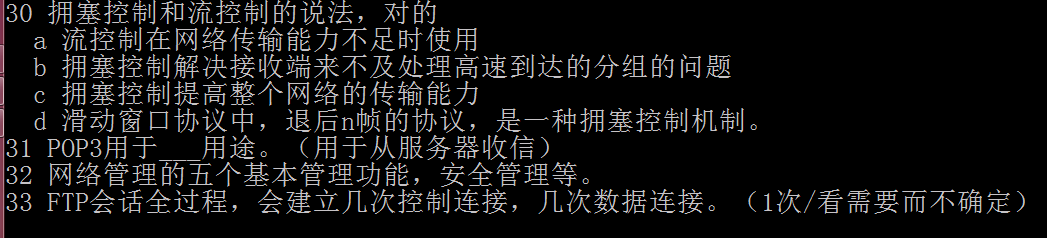 30 拥塞控制和流控制的说法，对的
a 流控制在网络传输能力不足时使用
b 拥塞控制解决接收端来不及处理高速到达的分组的问题
c 拥塞控制提高整个网络的传输能力
d 滑动窗口协议中，退后n帧的协议，是一种拥塞控制机制。
31 POP3用于___用途。（用于从服务器收信）
32 网络管理的五个基本管理功能，安全管理等。
33 FTP会话全过程，会建立几次控制连接，几次数据连接。（1次/看需要而不确定）